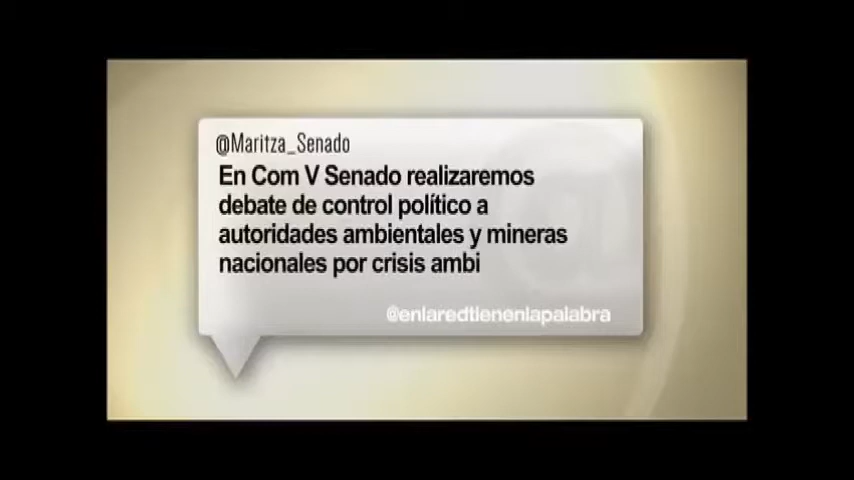 @Maritza_Senado
En Com V Senado realizaremos
debate de control político a
autoridades ambientales y mineras
nacionales por crisis ambi
@enlaredtienenlapalabra